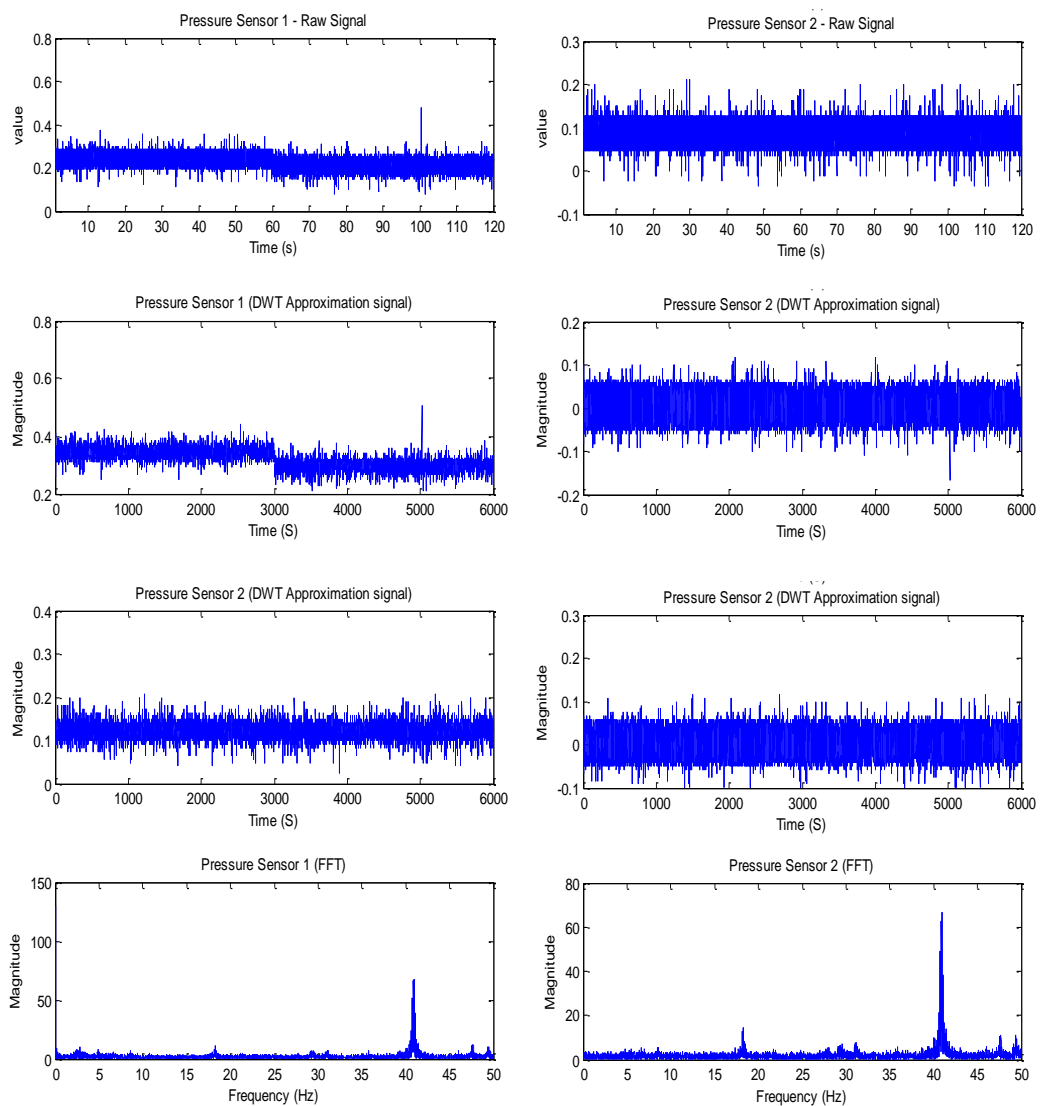 Pressure Sensor 1 - Raw Signal
value
0.8
0.6
0.4
0.2
0
10 20 30 40 50 60 70 80 90 100 110 120
Time (s)
Pressure Sensor 2 - Raw Signal
value
0.3
0.2
0.1
0
-0.1
10 20 30 40 50 60 70 80 90 100 110 120
Time (s)
Pressure Sensor 1 (DWT Approximation signal)
Magnitude
0.8
0.6
0.4
0.2
0 1000 2000 3000 4000 5000 6000
Time (S)
Pressure Sensor 2 (DWT Approximation signal)
Magnitude
0.2
0.1
0
-0.1
-0.2
0 1000 2000 3000 4000 5000 6000
Time (S)
Pressure Sensor 2 (DWT Approximation signal)
Magnitude
0.4
0.3
0.2
0.1
0
0 1000 2000 3000 4000 5000 6000
Time (S)
Pressure Sensor 2 (DWT Approximation signal)
Magnitude
0.3
0.2
0.1
0
-0.1
0 1000 2000 3000 4000 5000 6000
Time (S)
Pressure Sensor 1 (FFT)
Magnitude
150
100
50
0
0 5 10 15 20 25 30 35 40 45 50
Frequency (Hz)
Pressure Sensor 2 (FFT)
Magnitude
80
60
40
20
0
0 5 10 15 20 25 30 35 40 45 50
Frequency (Hz)